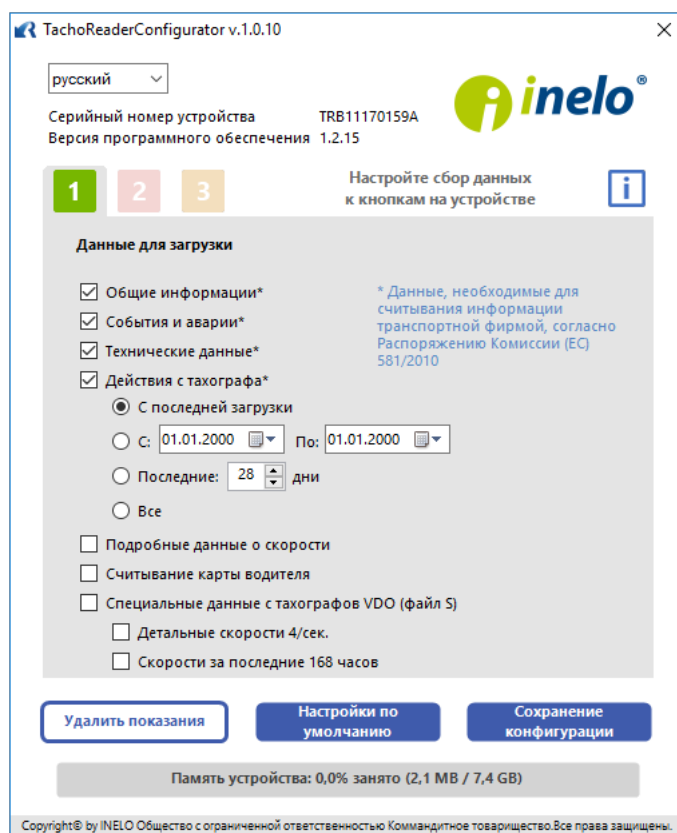 TachoReaderConfigurator v.1.0.10
русский
inelo®
Серийный номер устройства TRB11170159A
Версия программного обеспечения 1.2.15
1 2 3
Настройте сбор данных
к кнопкам на устройстве
i
Данные для загрузки
Общие информации*
События и аварии*
Технические данные*
Действия с тахографа*
* Данные, необходимые для
считывания информации
транспортной фирмой, согласно
Распоряжению Комиссии (ЕС)
581/2010
С последней загрузки
С: 01.01.2000 По: 01.01.2000
Последние: 28 дни
Все
Подробные данные о скорости
Считывание карты водителя
Специальные данные с тахографов VDO (файл S)
Детальные скорости 4/сек.
Скорости за последние 168 часов
Удалить показания
Настройки по
умолчанию
Сохранение
конфигурации
Память устройства: 0,0% занято (2,1 MB / 7,4 GB)
Copyright© by INELO Общество с ограниченной ответственностью Коммандитное товарищество.Все права защищены.